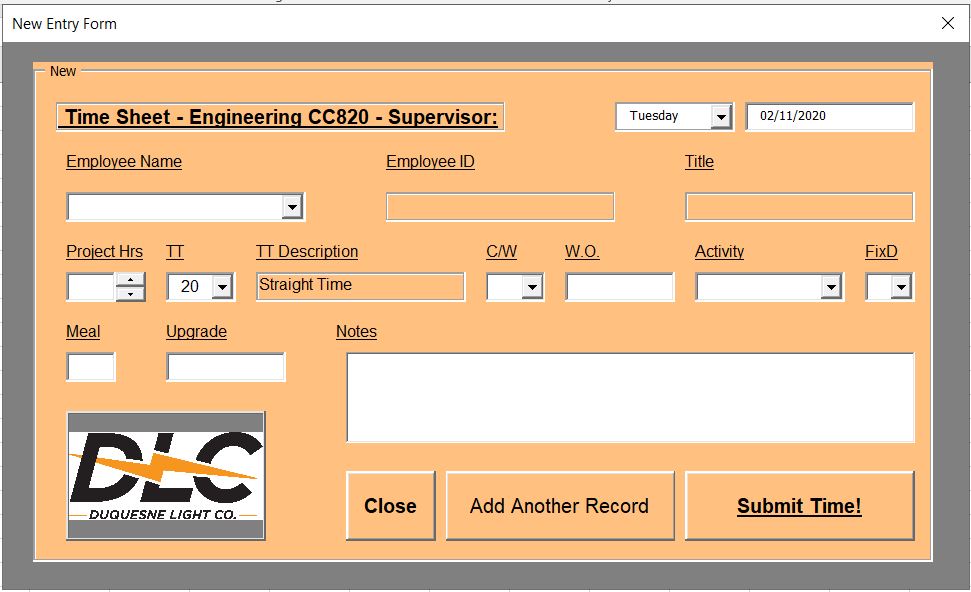 New Entry Form
New
Time Sheet - Engineering CC820 - Supervisor:
Tuesday
02/11/2020
Employee Name
Employee ID
Title
Project Hrs
TT
TT Description
C/W
W.O.
Activity
FixD
20
Straight Time
Meal
Upgrade
Notes
DLC
DUQUESNE LIGHT CO.
Close
Add Another Record
Submit Time!